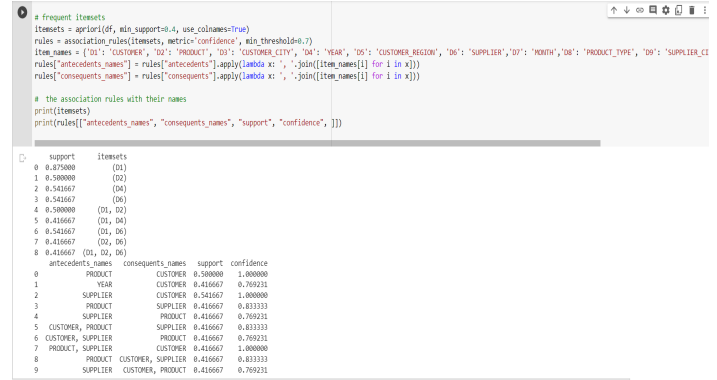 # frequent itemsets
itemsets = apriori(df, min_support=0.4, use_colnames=True)
rules = association_rules(itemsets, metric='confidence', min_threshold=0.7)
item_names = {'D1': 'CUSTOMER', 'D2': 'PRODUCT', 'D3': 'CUSTOMER_CITY', 'D4': 'YEAR', 'D5': 'CUSTOMER_REGION', 'D6': 'SUPPLIER','D7': 'MONTH','D8': 'PRODUCT_TYPE', 'D9': 'SUPPLIER_CI
rules["antecedents_names"] = rules["antecedents"].apply(lambda x: ', '.join([item_names[i] for i in x]))
rules["consequents_names"] = rules["consequents"].apply(lambda x: ', '.join([item_names[i] for i in x]))
# the association rules with their names
print(itemsets)
print(rules[["antecedents_names", "consequents_names", "support", "confidence", ]])
support itemsets
0 0.875000 (D1)
1 0.500000 (D2)
2 0.541667 (D4)
3 0.541667 (D6)
4 0.500000 (D1, D2)
5 0.416667 (D1, D4)
6 0.541667 (D1, D6)
7 0.416667 (D2, D6)
8 0.416667 (D1, D2, D6)
antecedents_names consequents_names support confidence
0 PRODUCT CUSTOMER 0.500000 1.000000
1 YEAR CUSTOMER 0.416667 0.769231
2 SUPPLIER CUSTOMER 0.541667 1.000000
3 PRODUCT SUPPLIER 0.416667 0.833333
4 SUPPLIER PRODUCT 0.416667 0.769231
5 CUSTOMER, PRODUCT SUPPLIER 0.416667 0.833333
6 CUSTOMER, SUPPLIER PRODUCT 0.416667 0.769231
7 PRODUCT, SUPPLIER CUSTOMER 0.416667 1.000000
8 PRODUCT CUSTOMER, SUPPLIER 0.416667 0.833333
9 SUPPLIER CUSTOMER, PRODUCT 0.416667 0.769231